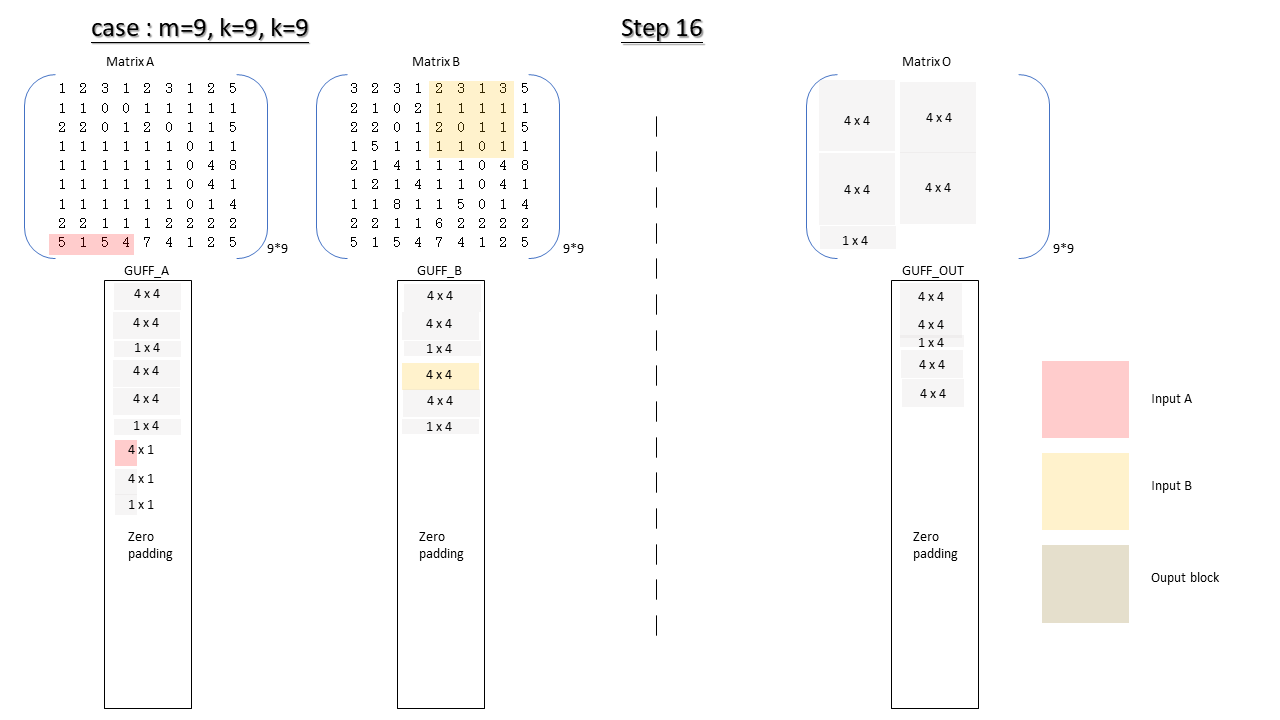 case : m=9, k=9, k=9
Step 16
Matrix A
1 2 3 1 2 3 1 2 5
1 1 0 0 1 1 1 1 1
2 2 0 1 2 0 1 1 5
1 1 1 1 1 1 0 1 1
1 1 1 1 1 1 0 4 8
1 1 1 1 1 1 0 4 1
1 1 1 1 1 1 0 1 4
2 2 1 1 1 2 2 2 2
5 1 5 4 7 4 1 2 5
9*9
Matrix B
3 2 3 1 2 3 1 3 5
2 1 0 2 1 1 1 1 1
2 2 0 1 2 0 1 1 5
1 5 1 1 1 1 0 1 1
2 1 4 1 1 1 0 4 8
1 2 1 4 1 1 0 4 1
1 1 8 1 1 5 0 1 4
2 2 1 1 6 2 2 2 2
5 1 5 4 7 4 1 2 5
9*9
Matrix O
4 x 4
4 x 4
4 x 4
4 x 4
1 x 4
9*9
GUFF_A
4 x 4
4 x 4
1 x 4
4 x 4
4 x 4
1 x 4
4 x 1
4 x 1
1 x 1
Zero
padding
GUFF_B
4 x 4
4 x 4
1 x 4
4 x 4
4 x 4
1 x 4
Zero
padding
GUFF_OUT
4 x 4
4 x 4
1 x 4
4 x 4
4 x 4
Zero
padding
Input A
Input B
Ouput block